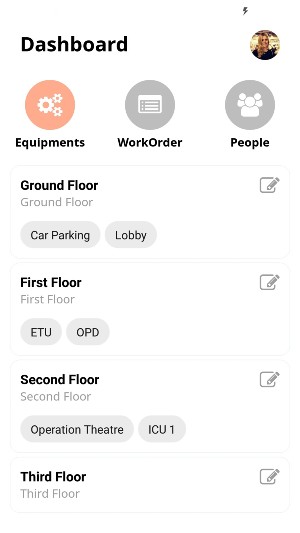 Dashboard
Equipments WorkOrder People
Ground Floor
Ground Floor
Car Parking Lobby
First Floor
First Floor
ETU OPD
Second Floor
Second Floor
Operation Theatre ICU 1
Third Floor
Third Floor